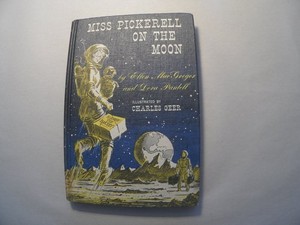 MISS PICKERELL
ON THE
MOON
by Ellen MacGregor
and Dora Pantell
ILLUSTRATED BY
CHARLES GEER